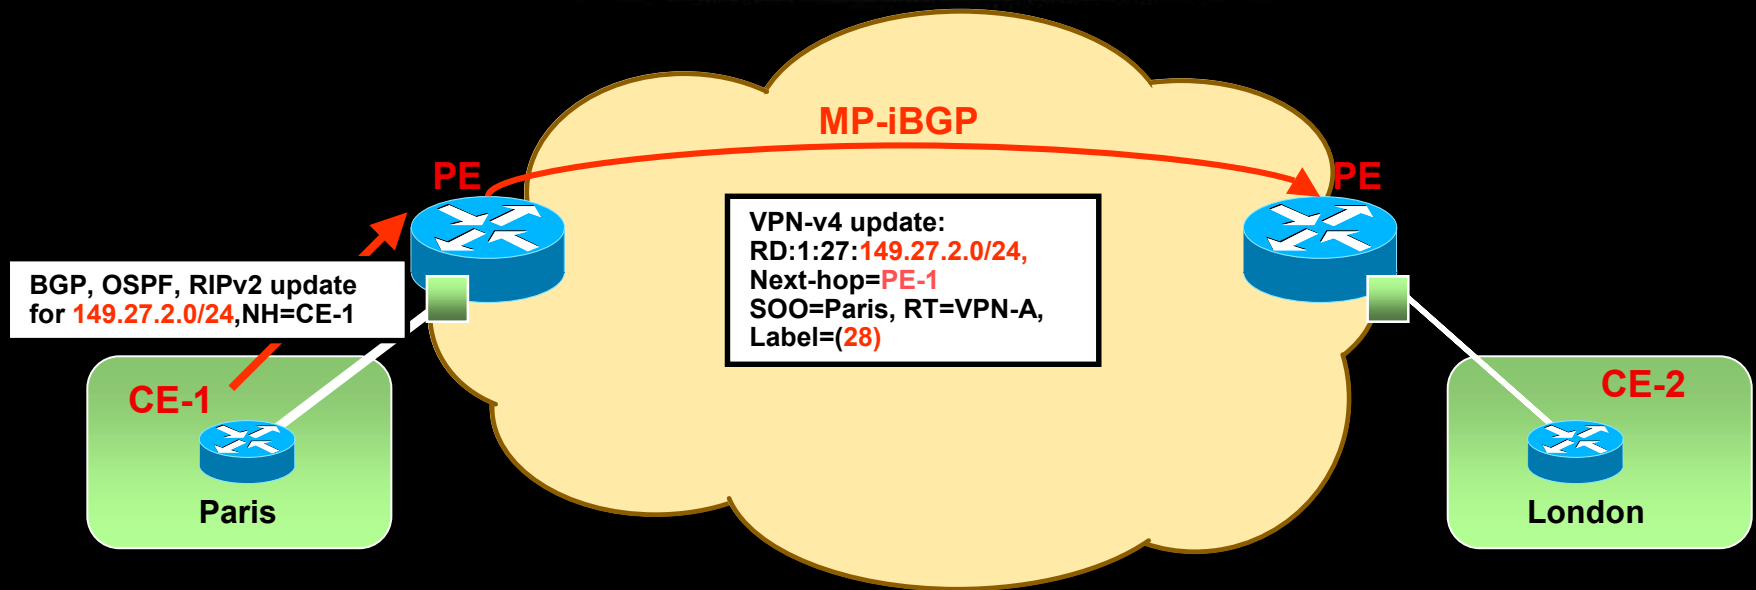 MP-iBGP
PE
PE
VPN-v4 update:
RD:1:27:149.27.2.0/24,
Next-hop=PE-1
SOO=Paris, RT=VPN-A,
Label=(28)
BGP, OSPF, RIPv2 update
for 149.27.2.0/24,NH=CE-1
CE-1
Paris
CE-2
London